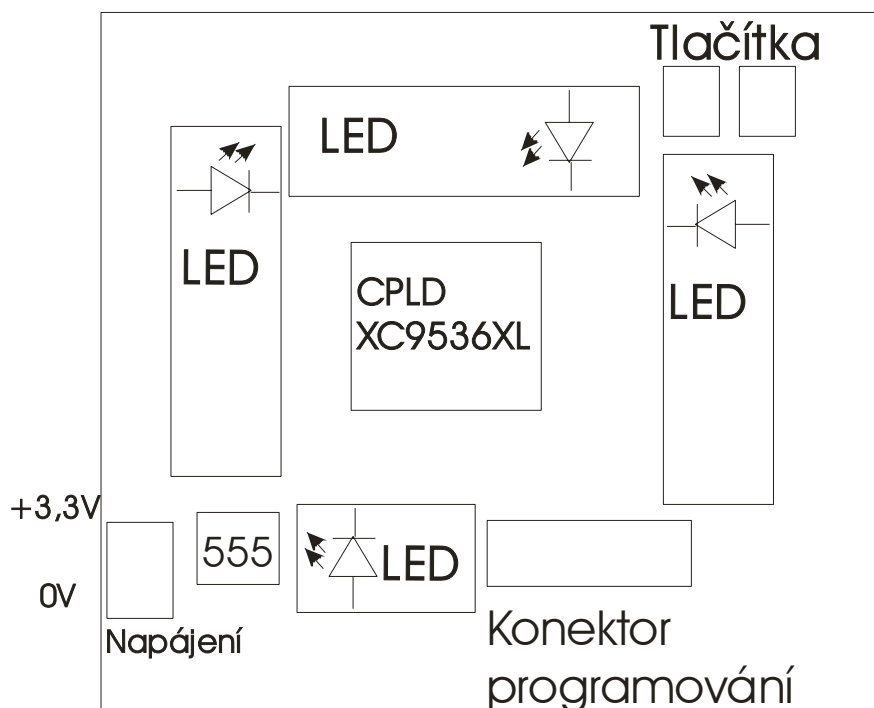 Tlačítka
LED
LED
CPLD
XC9536XL
LED
+3,3V
555
LED
0V
Napájení
Konektor
programování